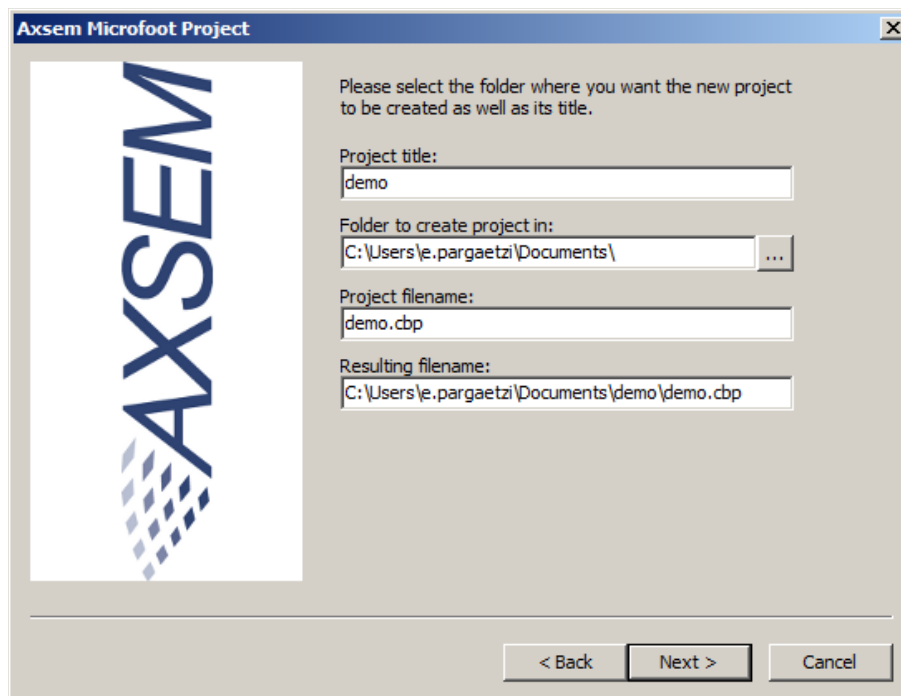 Axsem Microfoot Project
AXSEM
Please select the folder where you want the new project
to be created as well as its title.
Project title:
demo
Folder to create project in:
C:\Users\e.pargaetzi\Documents\
...
Project filename:
demo.cbp
Resulting filename:
C:\Users\e.pargaetzi\Documents\demo\demo.cbp
< Back
Next >
Cancel